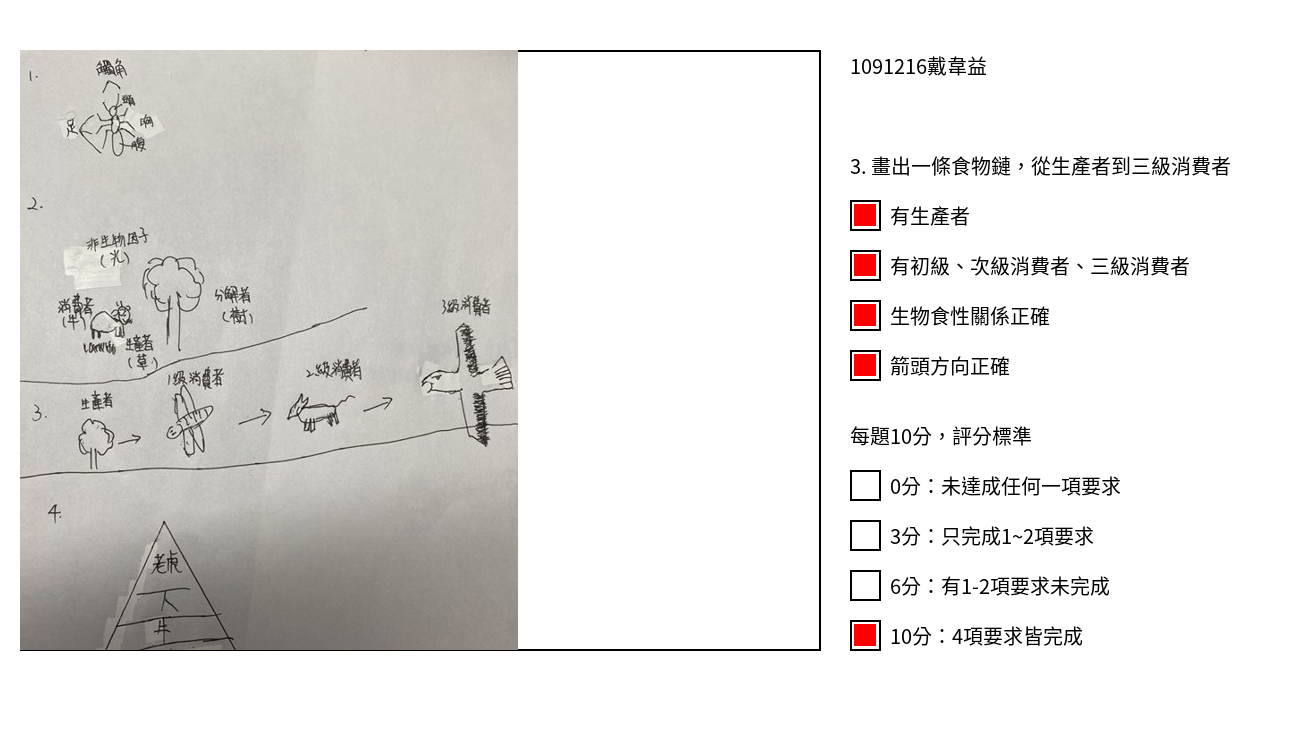 1.
觸角
頭
足
胸
腹
2.
非生物因子
(光)
消費者
(牛)
分解者
(樹)
生產者
(草)
3級消費者
3.
生產者
1級消費者
2級消費者
4.
老虎
人
牛
1091216戴韋益
3. 畫出一條食物鏈，從生產者到三級消費者
有生產者
有初級、次級消費者、三級消費者
生物食性關係正確
箭頭方向正確
每題10分，評分標準
0分：未達成任何一項要求
3分：只完成1~2項要求
6分：有1-2項要求未完成
10分：4項要求皆完成